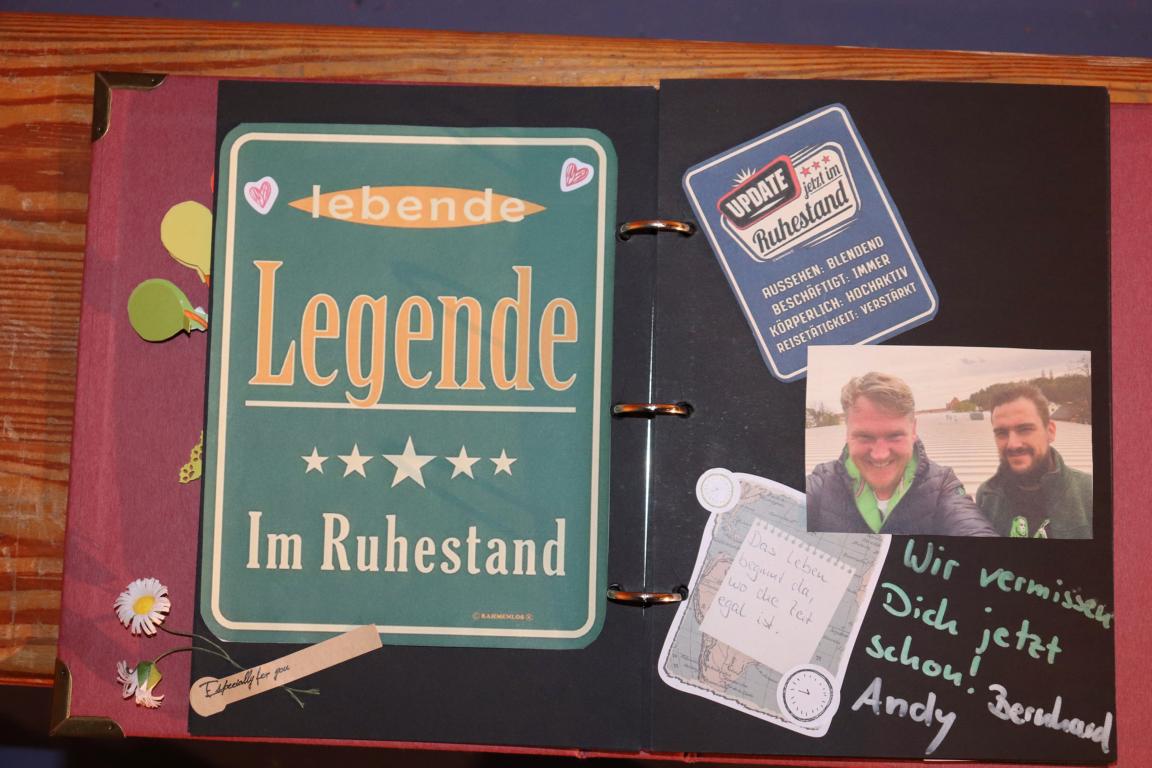 lebende
Legende
Im Ruhestand
© RAHMENLOS ®
Especially for you
UPDATE
jetzt im
Ruhestand
AUSSEHEN: BLENDEND
BESCHÄFTIGT: IMMER
KÖRPERLICH: HOCHAKTIV
REISETÄTIGKEIT: VERSTÄRKT
Das Leben
beginnt da,
wo die Zeit
egal ist.
Wir vermissen
Dich jetzt
schon!
Andy Bernhard